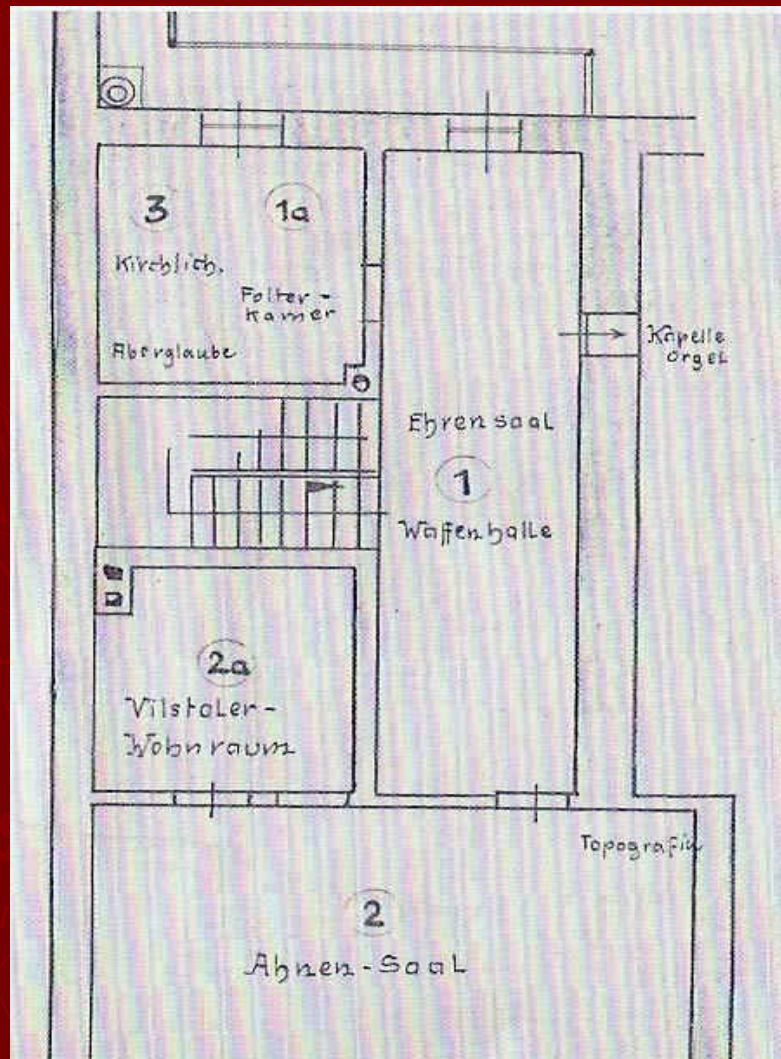 3
1a
Kirchlich.
Folter-
Kamer
Aberglaube
Kapelle
Orgel
Ehrensaal
1
Waffenhalle
2a
Vilstaler-
Wohnraum
Topografie
2
Ahnen-Saal